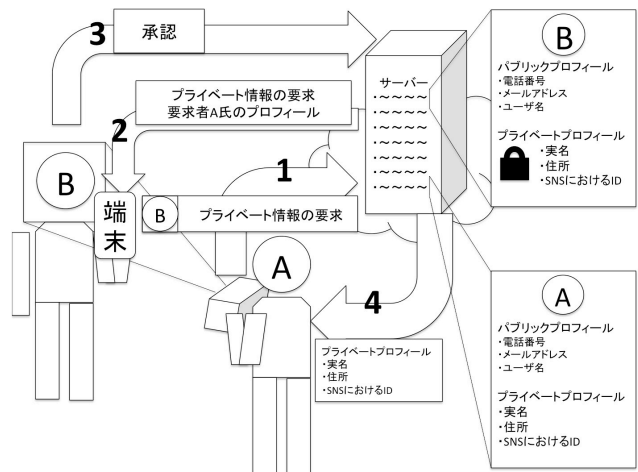 3
承認
サーバー
・～～～～
・～～～～
・～～～～
・～～～～
・～～～～
・～～～～
・～～～～
プライベート情報の要求
要求者A氏のプロフィール
2
1
B
端
末
B
プライベート情報の要求
A
4
プライベートプロフィール
・実名
・住所
・SNSにおけるID
B
パブリックプロフィール
・電話番号
・メールアドレス
・ユーザ名
プライベートプロフィール
・実名
・住所
・SNSにおけるID
A
パブリックプロフィール
・電話番号
・メールアドレス
・ユーザ名
プライベートプロフィール
・実名
・住所
・SNSにおけるID